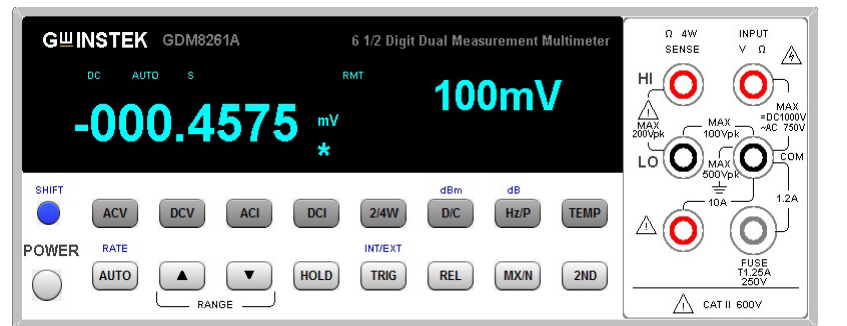 GWINSTEK GDM8261A 6 1/2 Digit Dual Measurement Multimeter
DC AUTO S RMT
-000.4575 mV
*
100mV
SHIFT
ACV DCV ACI DCI 2/4W dBm D/C dB Hz/P TEMP
POWER
RATE
AUTO ▲ ▼ HOLD INT/EXT TRIG REL MX/N 2ND
RANGE
Ω 4W SENSE
INPUT V Ω
HI
MAX 200Vpk
MAX 100Vpk
MAX
=DC1000V
~AC 750V
LO
MAX 500Vpk
COM
10A
1.2A
FUSE
T1.25A
250V
CAT II 600V